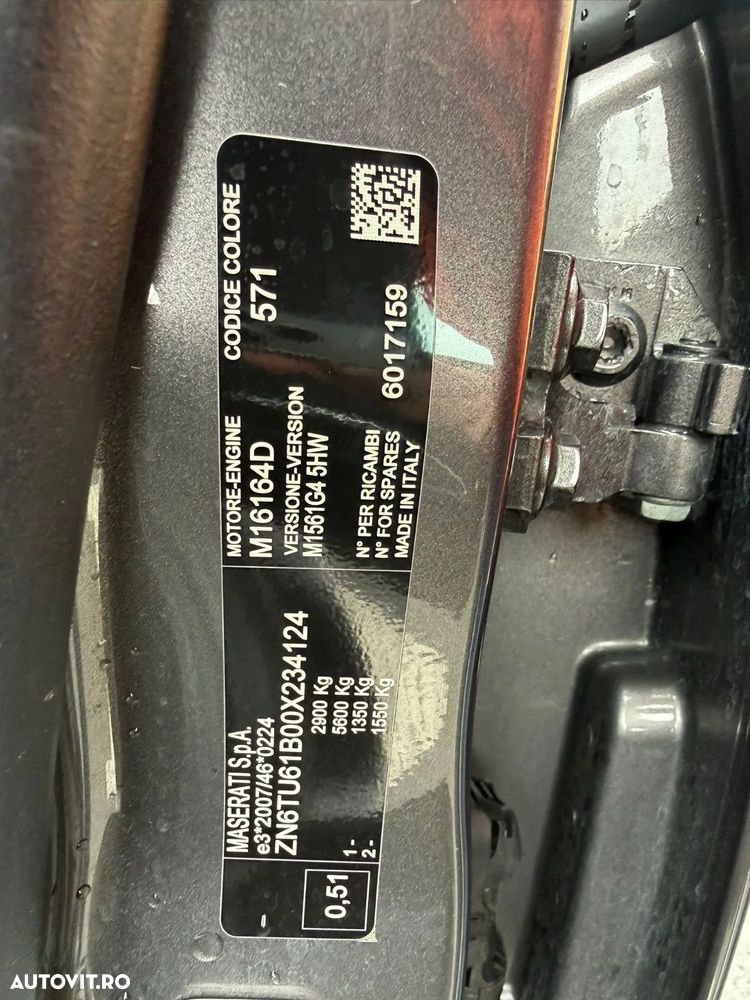 MASERATI S.p.A.
e3*2007/46*0224
ZN6TU61B00X234124
2900 Kg
5600 Kg
1- 1350 Kg
2- 1550 Kg
-
0,51
MOTORE-ENGINE CODICE COLORE
M16164D 571
VERSIONE-VERSION
M1561G4 5HW
N° PER RICAMBI
N° FOR SPARES 6017159
MADE IN ITALY
AUTOVIT.RO